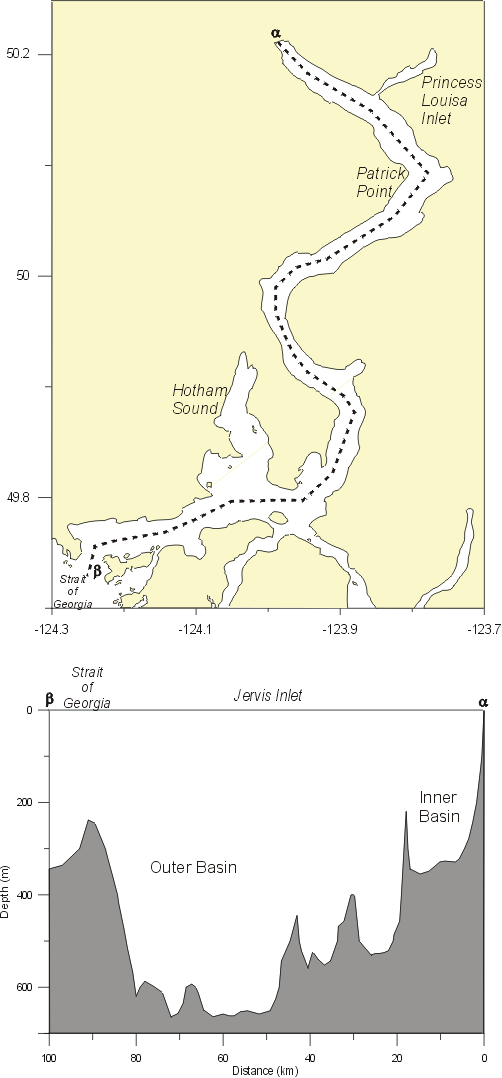 α
50.2
Princess
Louisa
Inlet
Patrick
Point
50
Hotham
Sound
49.8
β
Strait
of
Georgia
-124.3
-124.1
-123.9
-123.7
Strait
of
Georgia
β
Jervis Inlet
α
0
200
400
600
Depth (m)
Inner
Basin
Outer Basin
100
80
60
40
20
0
Distance (km)